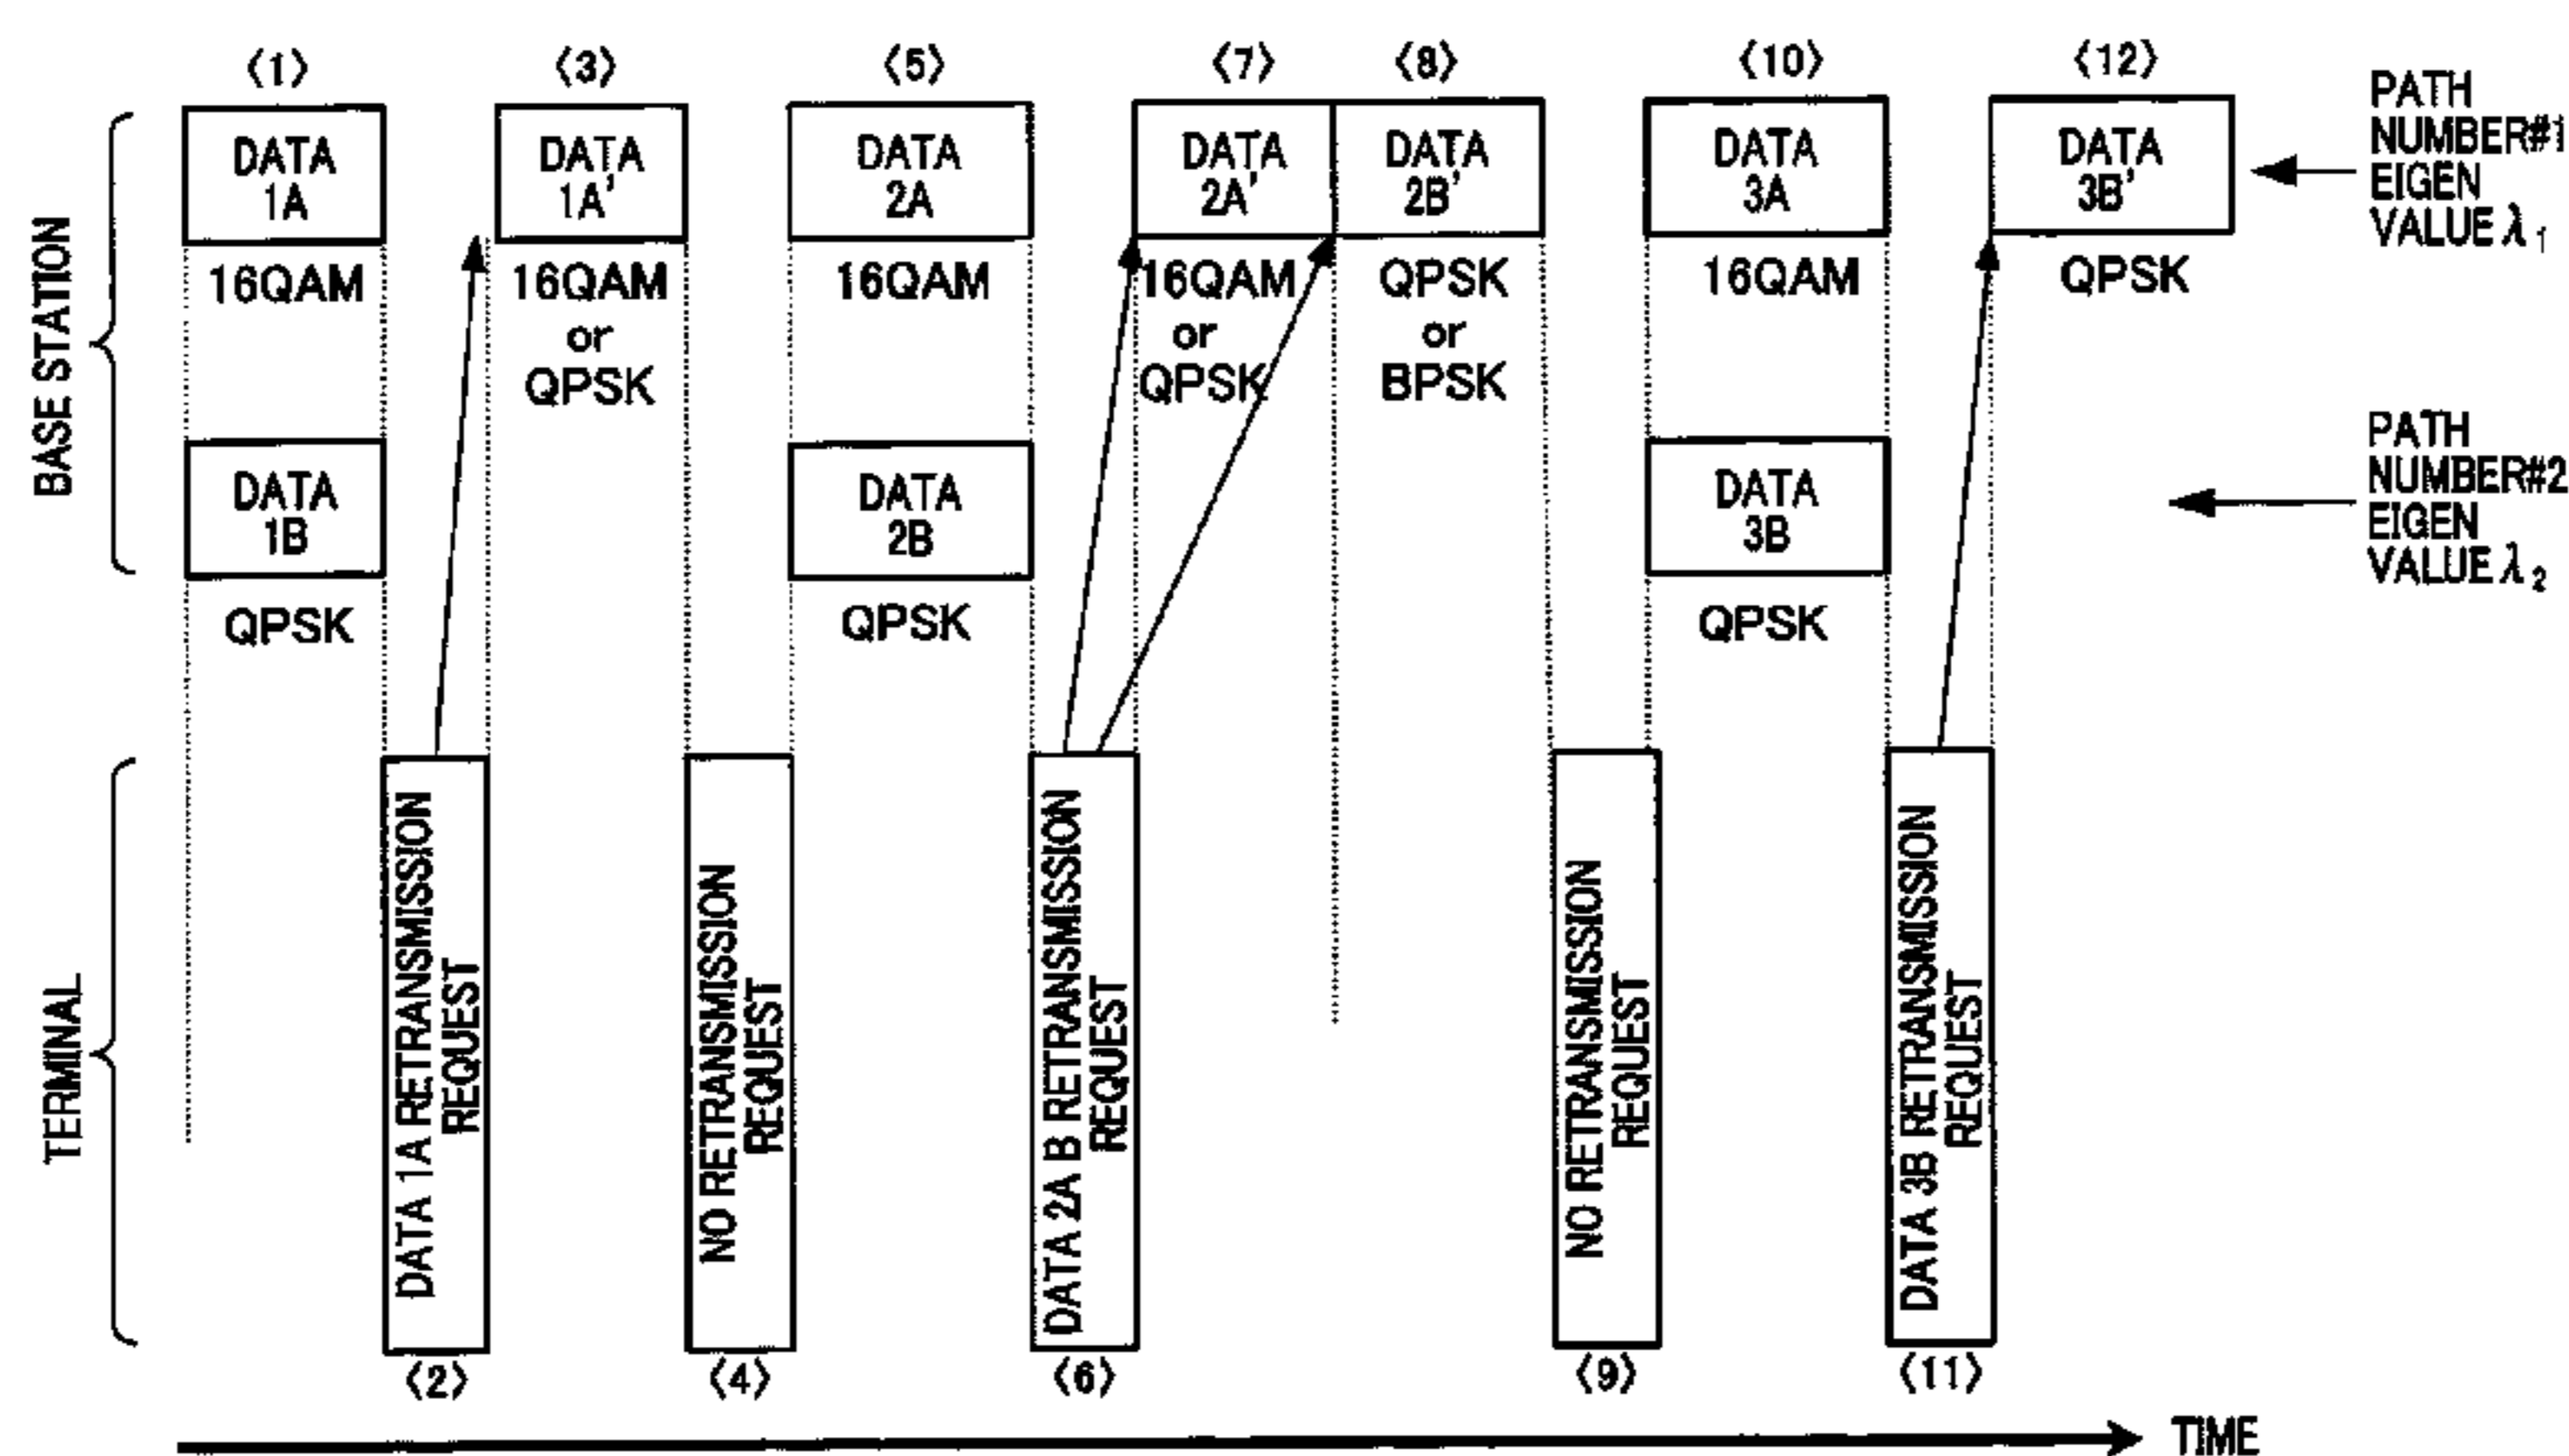 ⟨1⟩ ⟨3⟩ ⟨5⟩ ⟨7⟩ ⟨8⟩ ⟨10⟩ ⟨12⟩
DATA
1A
DATA
1A'
DATA
2A
DATA
2A'
DATA
2B'
DATA
3A
DATA
3B'
PATH
NUMBER#1
EIGEN
VALUE λ1
16QAM
16QAM
or
QPSK
16QAM
16QAM
or
QPSK
QPSK
or
BPSK
16QAM
QPSK
BASE STATION
DATA
1B
DATA
2B
DATA
3B
PATH
NUMBER#2
EIGEN
VALUE λ2
QPSK
QPSK
QPSK
TERMINAL
DATA 1A RETRANSMISSION
REQUEST
NO RETRANSMISSION
REQUEST
DATA 2A B RETRANSMISSION
REQUEST
NO RETRANSMISSION
REQUEST
DATA 3B RETRANSMISSION
REQUEST
⟨2⟩ ⟨4⟩ ⟨6⟩ ⟨9⟩ ⟨11⟩
TIME